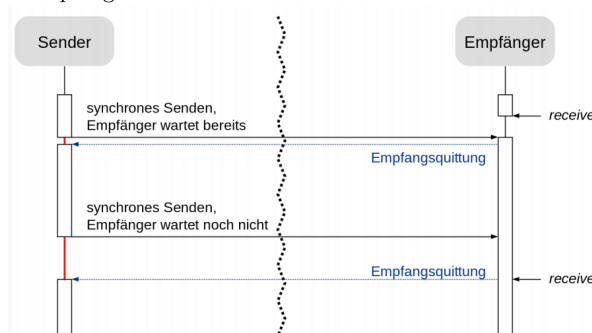 Sender
Empfänger
synchrones Senden,
Empfänger wartet bereits
receive
Empfangsquittung
synchrones Senden,
Empfänger wartet noch nicht
Empfangsquittung
receive